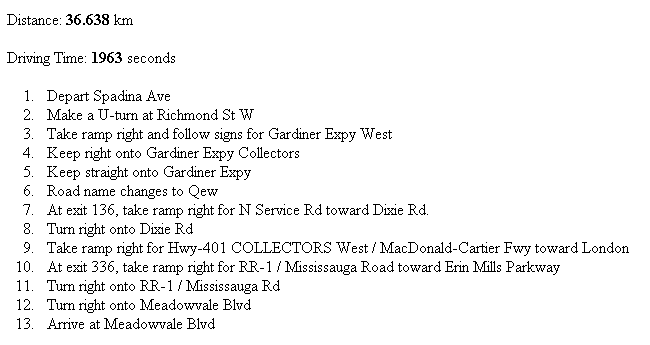 Distance: 36.638 km
Driving Time: 1963 seconds
1. Depart Spadina Ave
2. Make a U-turn at Richmond St W
3. Take ramp right and follow signs for Gardiner Expy West
4. Keep right onto Gardiner Expy Collectors
5. Keep straight onto Gardiner Expy
6. Road name changes to Qew
7. At exit 136, take ramp right for N Service Rd toward Dixie Rd.
8. Turn right onto Dixie Rd
9. Take ramp right for Hwy-401 COLLECTORS West / MacDonald-Cartier Fwy toward London
10. At exit 336, take ramp right for RR-1 / Mississauga Road toward Erin Mills Parkway
11. Turn right onto RR-1 / Mississauga Rd
12. Turn right onto Meadowvale Blvd
13. Arrive at Meadowvale Blvd